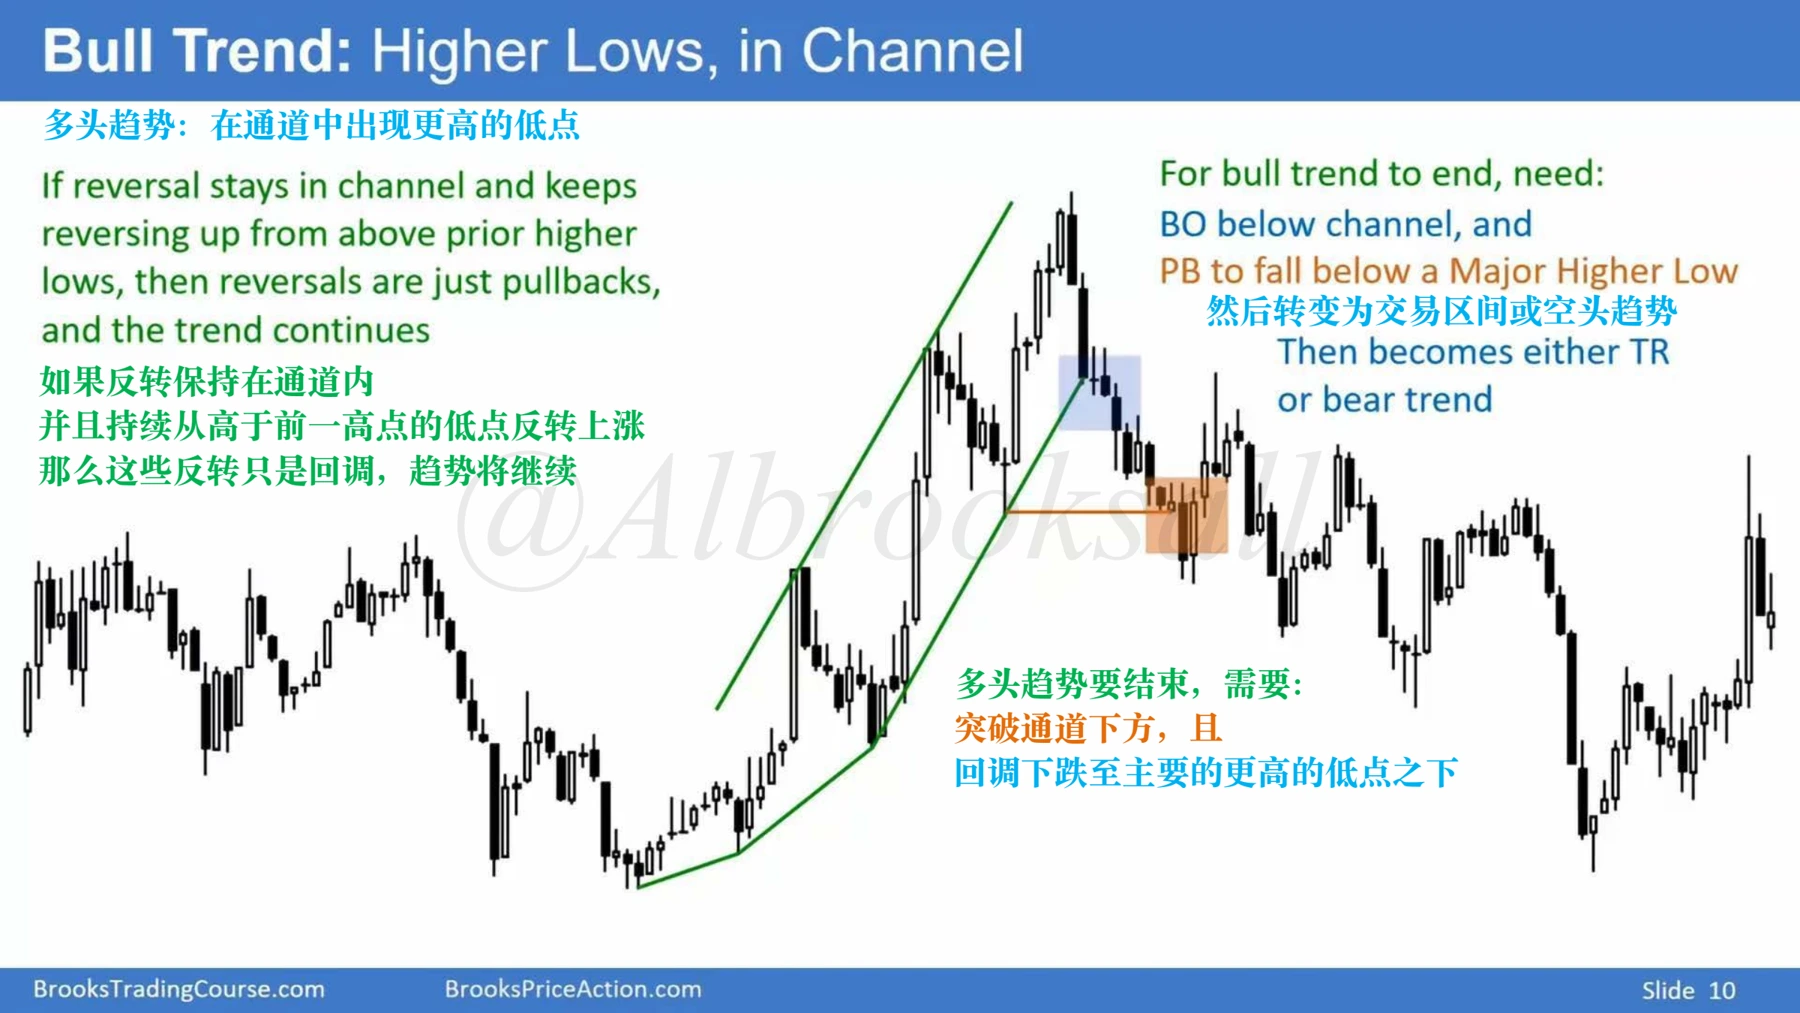 Bull Trend: Higher Lows, in Channel
多头趋势：在通道中出现更高的低点
If reversal stays in channel and keeps
reversing up from above prior higher
lows, then reversals are just pullbacks,
and the trend continues
如果反转保持在通道内
并且持续从高于前一高点的低点反转上涨
那么这些反转只是回调，趋势将继续
For bull trend to end, need:
BO below channel, and
PB to fall below a Major Higher Low
然后转变为交易区间或空头趋势
Then becomes either TR
or bear trend
@Albrooksall
多头趋势要结束，需要：
突破通道下方，且
回调下跌至主要的更高的低点之下
BrooksTradingCourse.com
BrooksPriceAction.com
Slide 10